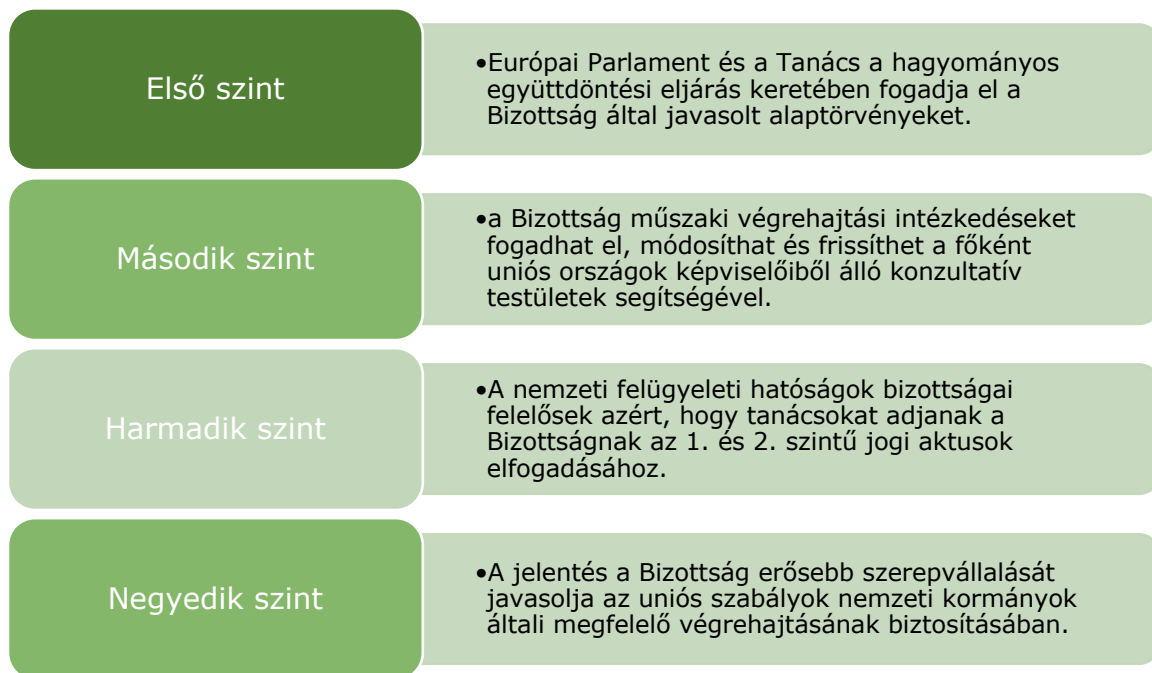 Első szint
•Európai Parlament és a Tanács a hagyományos
együttdöntési eljárás keretében fogadja el a
Bizottság által javasolt alaptörvényeket.
Második szint
•a Bizottság műszaki végrehajtási intézkedéseket
fogadhat el, módosíthat és frissíthet a főként
uniós országok képviselőiből álló konzultatív
testületek segítségével.
Harmadik szint
•A nemzeti felügyeleti hatóságok bizottságai
felelősek azért, hogy tanácsokat adjanak a
Bizottságnak az 1. és 2. szintű jogi aktusok
elfogadásához.
Negyedik szint
•A jelentés a Bizottság erősebb szerepvállalását
javasolja az uniós szabályok nemzeti kormányok
általi megfelelő végrehajtásának biztosításában.